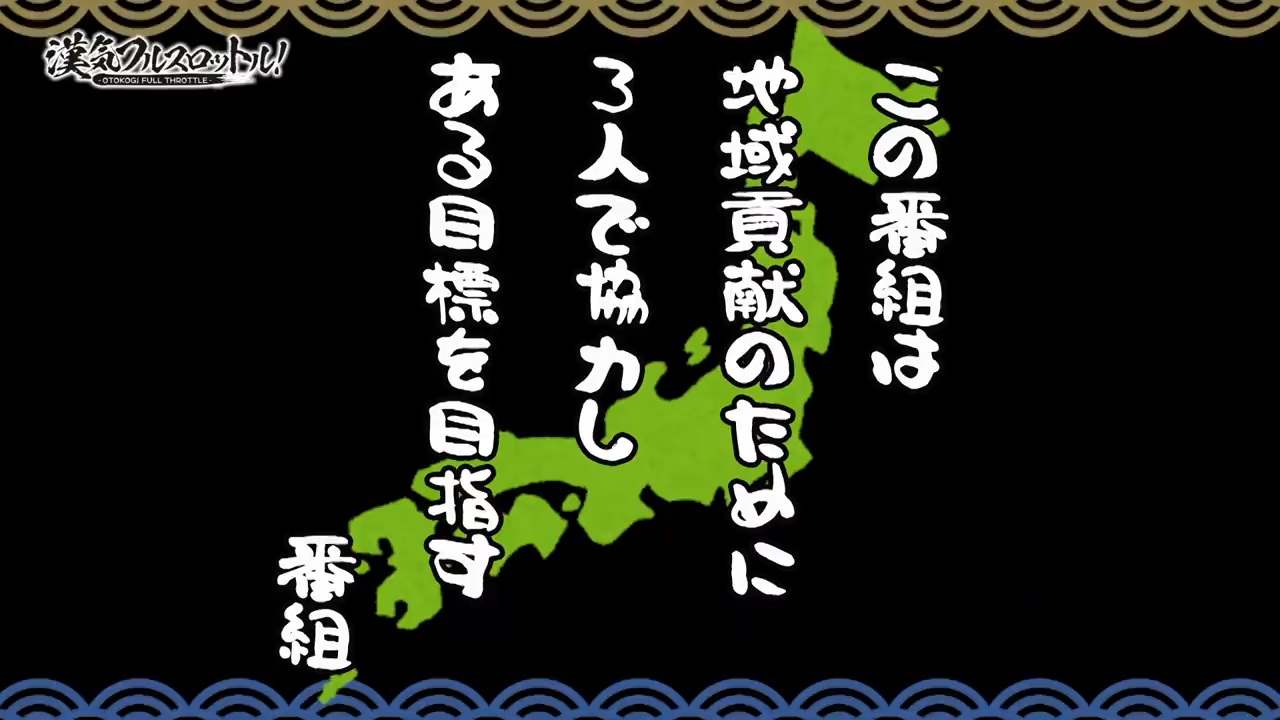 漢気フルスロットル!
-OTOKOGI FULL THROTTLE-
この番組は
地域貢献のために
3人で協力し
ある目標を目指す
番組